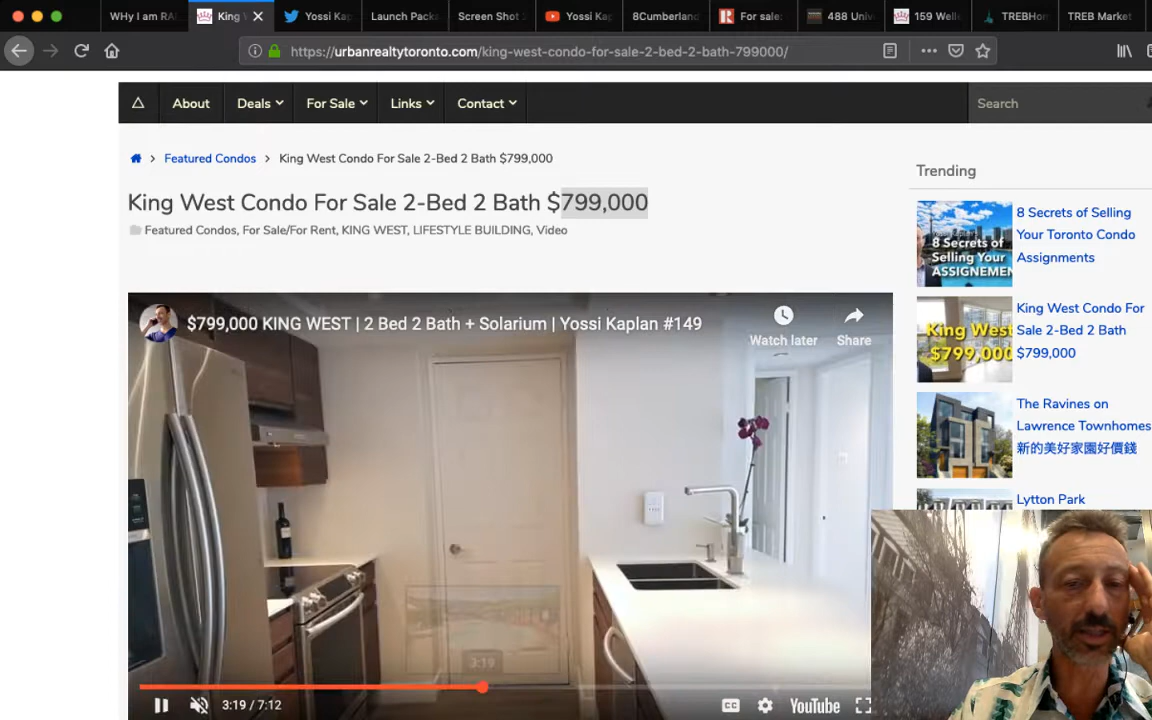 WHy I am RA
King W
Yossi Kap
Launch Pack
Screen Shot 2
Yossi Kap
8Cumberland
For sale:
488 Univ
159 Welle
TREBHom
TREB Market
https://urbanrealtytoronto.com/king-west-condo-for-sale-2-bed-2-bath-799000/
About
Deals
For Sale
Links
Contact
Search
Featured Condos > King West Condo For Sale 2-Bed 2 Bath $799,000
King West Condo For Sale 2-Bed 2 Bath $799,000
Featured Condos, For Sale/For Rent, KING WEST, LIFESTYLE BUILDING, Video
$799,000 KING WEST | 2 Bed 2 Bath + Solarium | Yossi Kaplan #149
Watch later
Share
3:19
3:19 / 7:12
CC
YouTube
Trending
8 Secrets of
Selling Your
ASSIGNEMEN
8 Secrets of Selling
Your Toronto Condo
Assignments
King West
$799,000
King West Condo For
Sale 2-Bed 2 Bath
$799,000
The Ravines on
Lawrence Townhomes
新的美好家園好價錢
Lytton Park